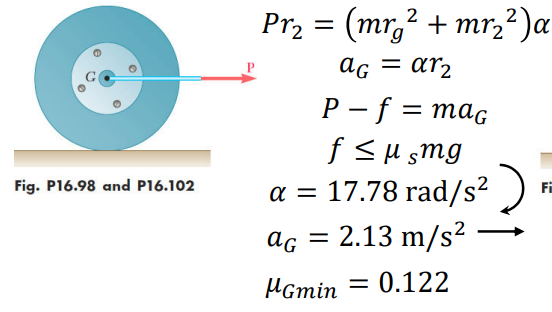 Pr₂ = (mr_g² + mr₂²)α
a_G = αr₂
P − f = ma_G
f ≤ μ_s mg
α = 17.78 rad/s²
a_G = 2.13 m/s²
μ_Gmin = 0.122
G
P
Fig. P16.98 and P16.102
Fi